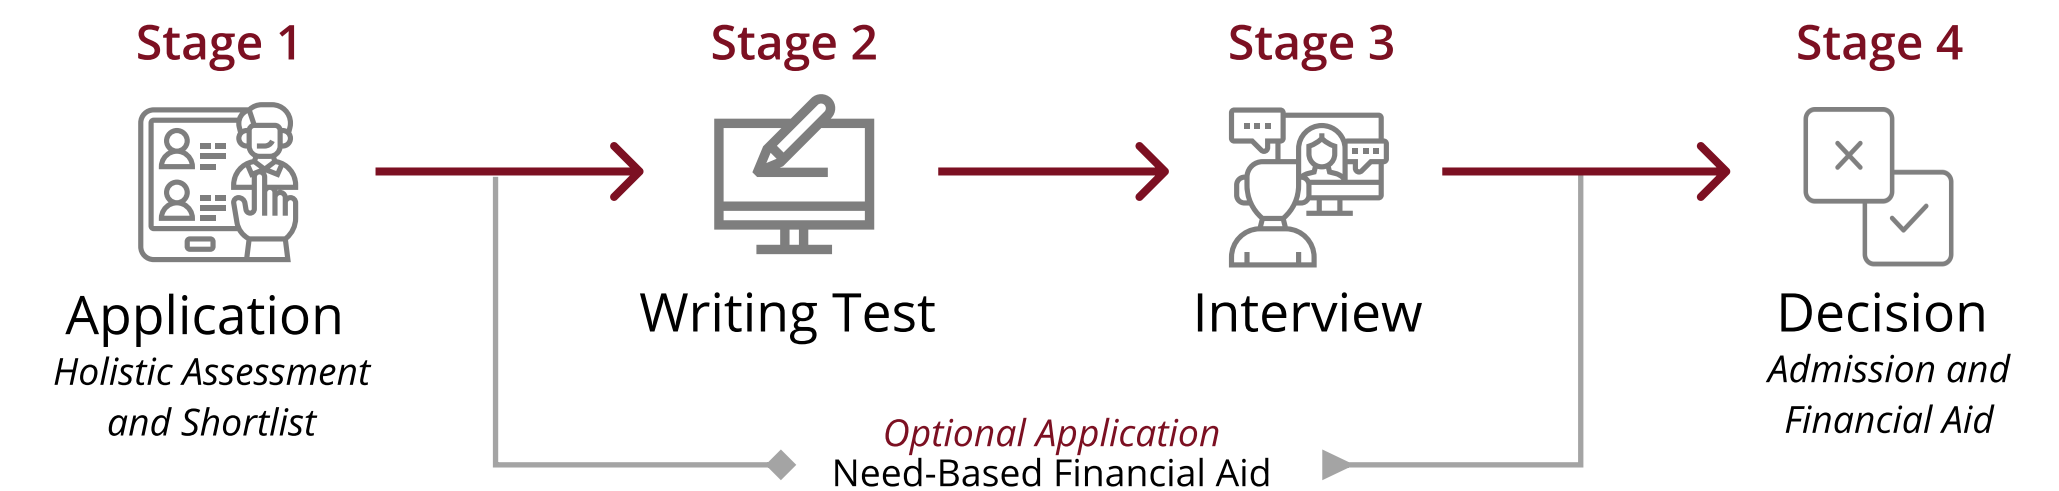 Stage 1
Stage 2
Stage 3
Stage 4
Application
Holistic Assessment
and Shortlist
Writing Test
Interview
Decision
Admission and
Financial Aid
Optional Application
Need-Based Financial Aid